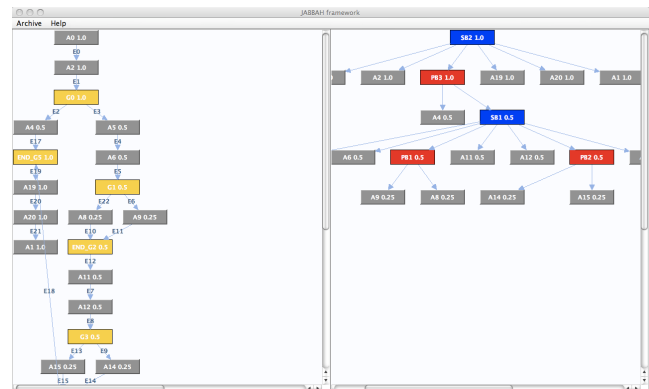 JABBAH framework
Archive Help
A0 1.0
E0
A2 1.0
E1
G0 1.0
E2 E3
A4 0.5 A5 0.5
E17 E4
END_G5 1.0 A6 0.5
E19 E5
A19 1.0 G1 0.5
E20 E22 E6
A20 1.0 A8 0.25 A9 0.25
E21 E10 E11
A1 1.0 END_G2 0.5
E12
A11 0.5
E18 E7
A12 0.5
E8
G3 0.5
E13 E9
A15 0.25 A14 0.25
E15 E14
SB2 1.0
A2 1.0 PB3 1.0 A19 1.0 A20 1.0 A1 1.0
A4 0.5 SB1 0.5
A6 0.5 PB1 0.5 A11 0.5 A12 0.5 PB2 0.5
A9 0.25 A8 0.25 A14 0.25 A15 0.25